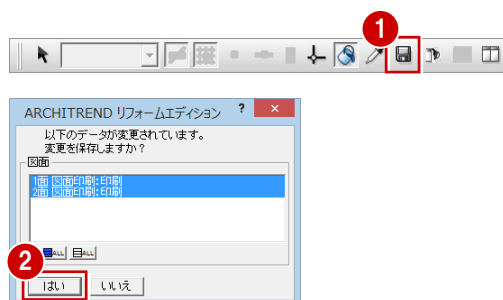 1
ARCHITREND リフォームエディション ? ×
以下のデータが変更されています。
変更を保存しますか？
図面
1面 図面印刷:印刷
2面 図面印刷:印刷
ALL ALL
2
はい いいえ